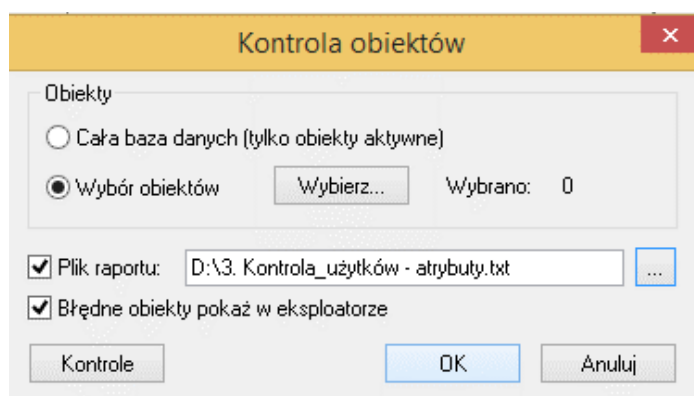 Kontrola obiektów
Obiekty
Cała baza danych (tylko obiekty aktywne)
Wybór obiektów Wybierz... Wybrano: 0
Plik raportu: D:\3. Kontrola_użytków - atrybuty.txt ...
Błędne obiekty pokaż w eksploatorze
Kontrole OK Anuluj